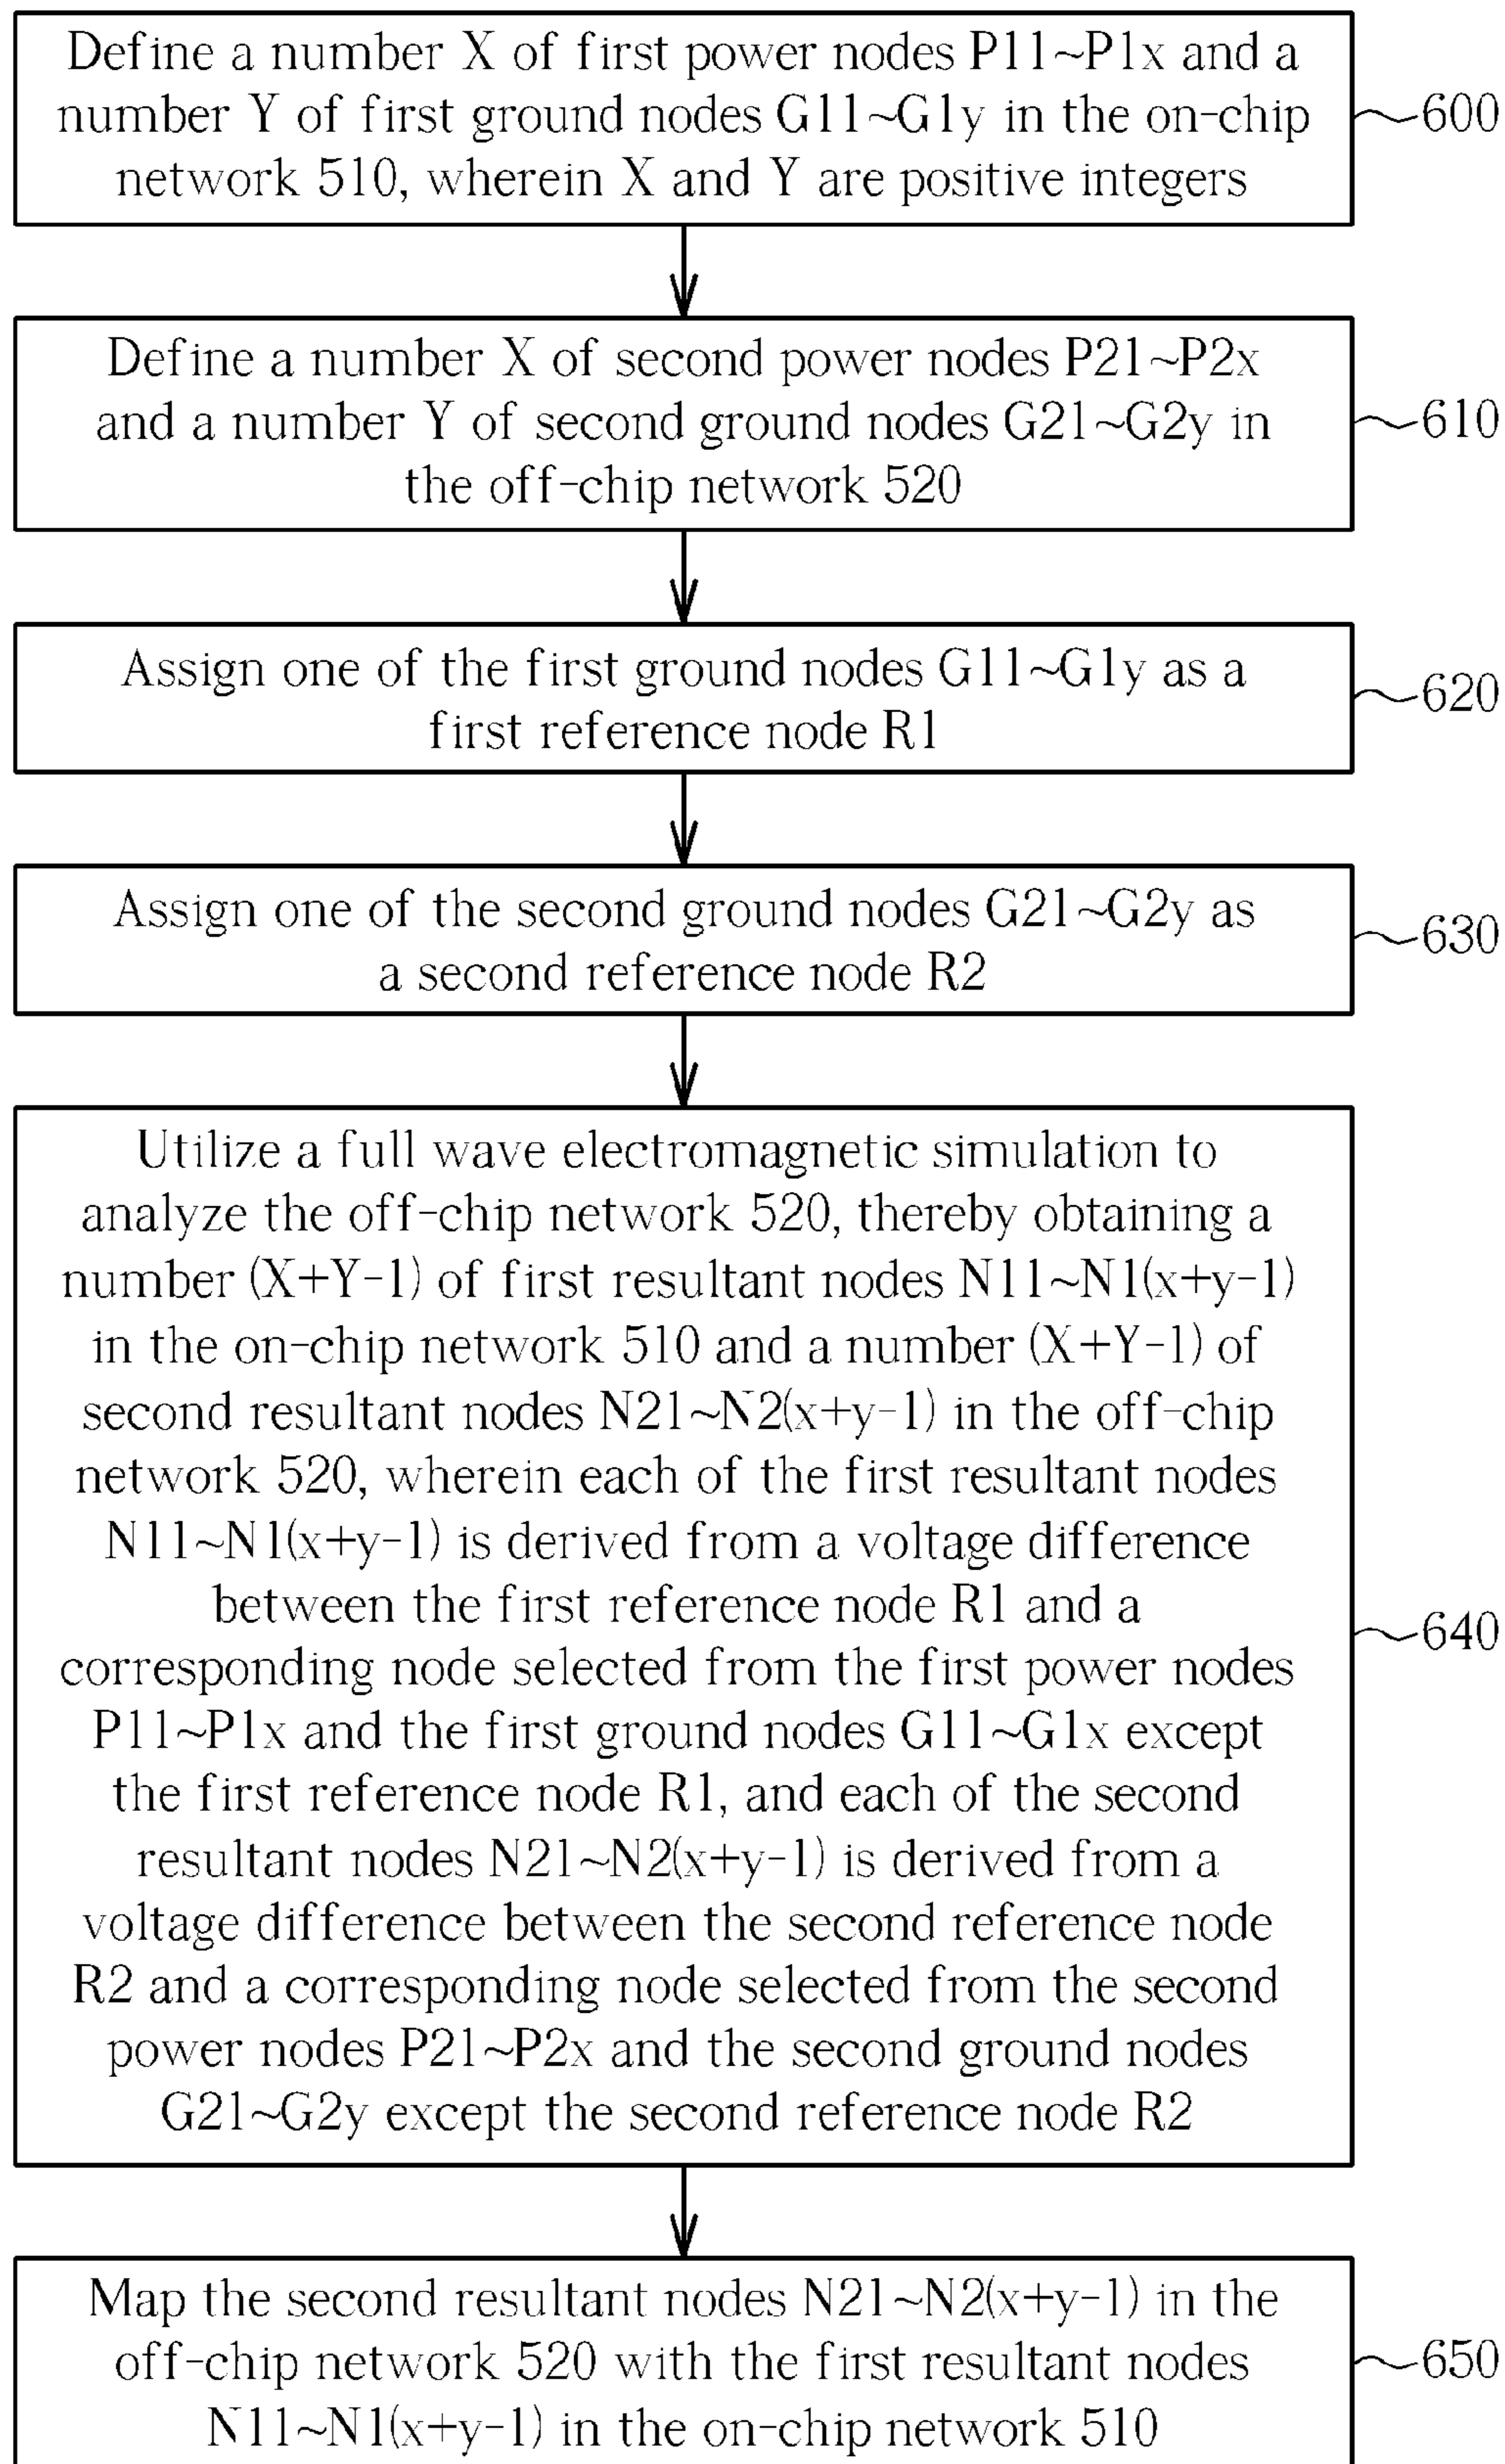 Define a number X of first power nodes P11~P1x and a
number Y of first ground nodes G11~G1y in the on-chip
network 510, wherein X and Y are positive integers
600
Define a number X of second power nodes P21~P2x
and a number Y of second ground nodes G21~G2y in
the off-chip network 520
610
Assign one of the first ground nodes G11~G1y as a
first reference node R1
620
Assign one of the second ground nodes G21~G2y as
a second reference node R2
630
Utilize a full wave electromagnetic simulation to
analyze the off-chip network 520, thereby obtaining a
number (X+Y-1) of first resultant nodes N11~N1(x+y-1)
in the on-chip network 510 and a number (X+Y-1) of
second resultant nodes N21~N2(x+y-1) in the off-chip
network 520, wherein each of the first resultant nodes
N11~N1(x+y-1) is derived from a voltage difference
between the first reference node R1 and a
corresponding node selected from the first power nodes
P11~P1x and the first ground nodes G11~G1x except
the first reference node R1, and each of the second
resultant nodes N21~N2(x+y-1) is derived from a
voltage difference between the second reference node
R2 and a corresponding node selected from the second
power nodes P21~P2x and the second ground nodes
G21~G2y except the second reference node R2
640
Map the second resultant nodes N21~N2(x+y-1) in the
off-chip network 520 with the first resultant nodes
N11~N1(x+y-1) in the on-chip network 510
650